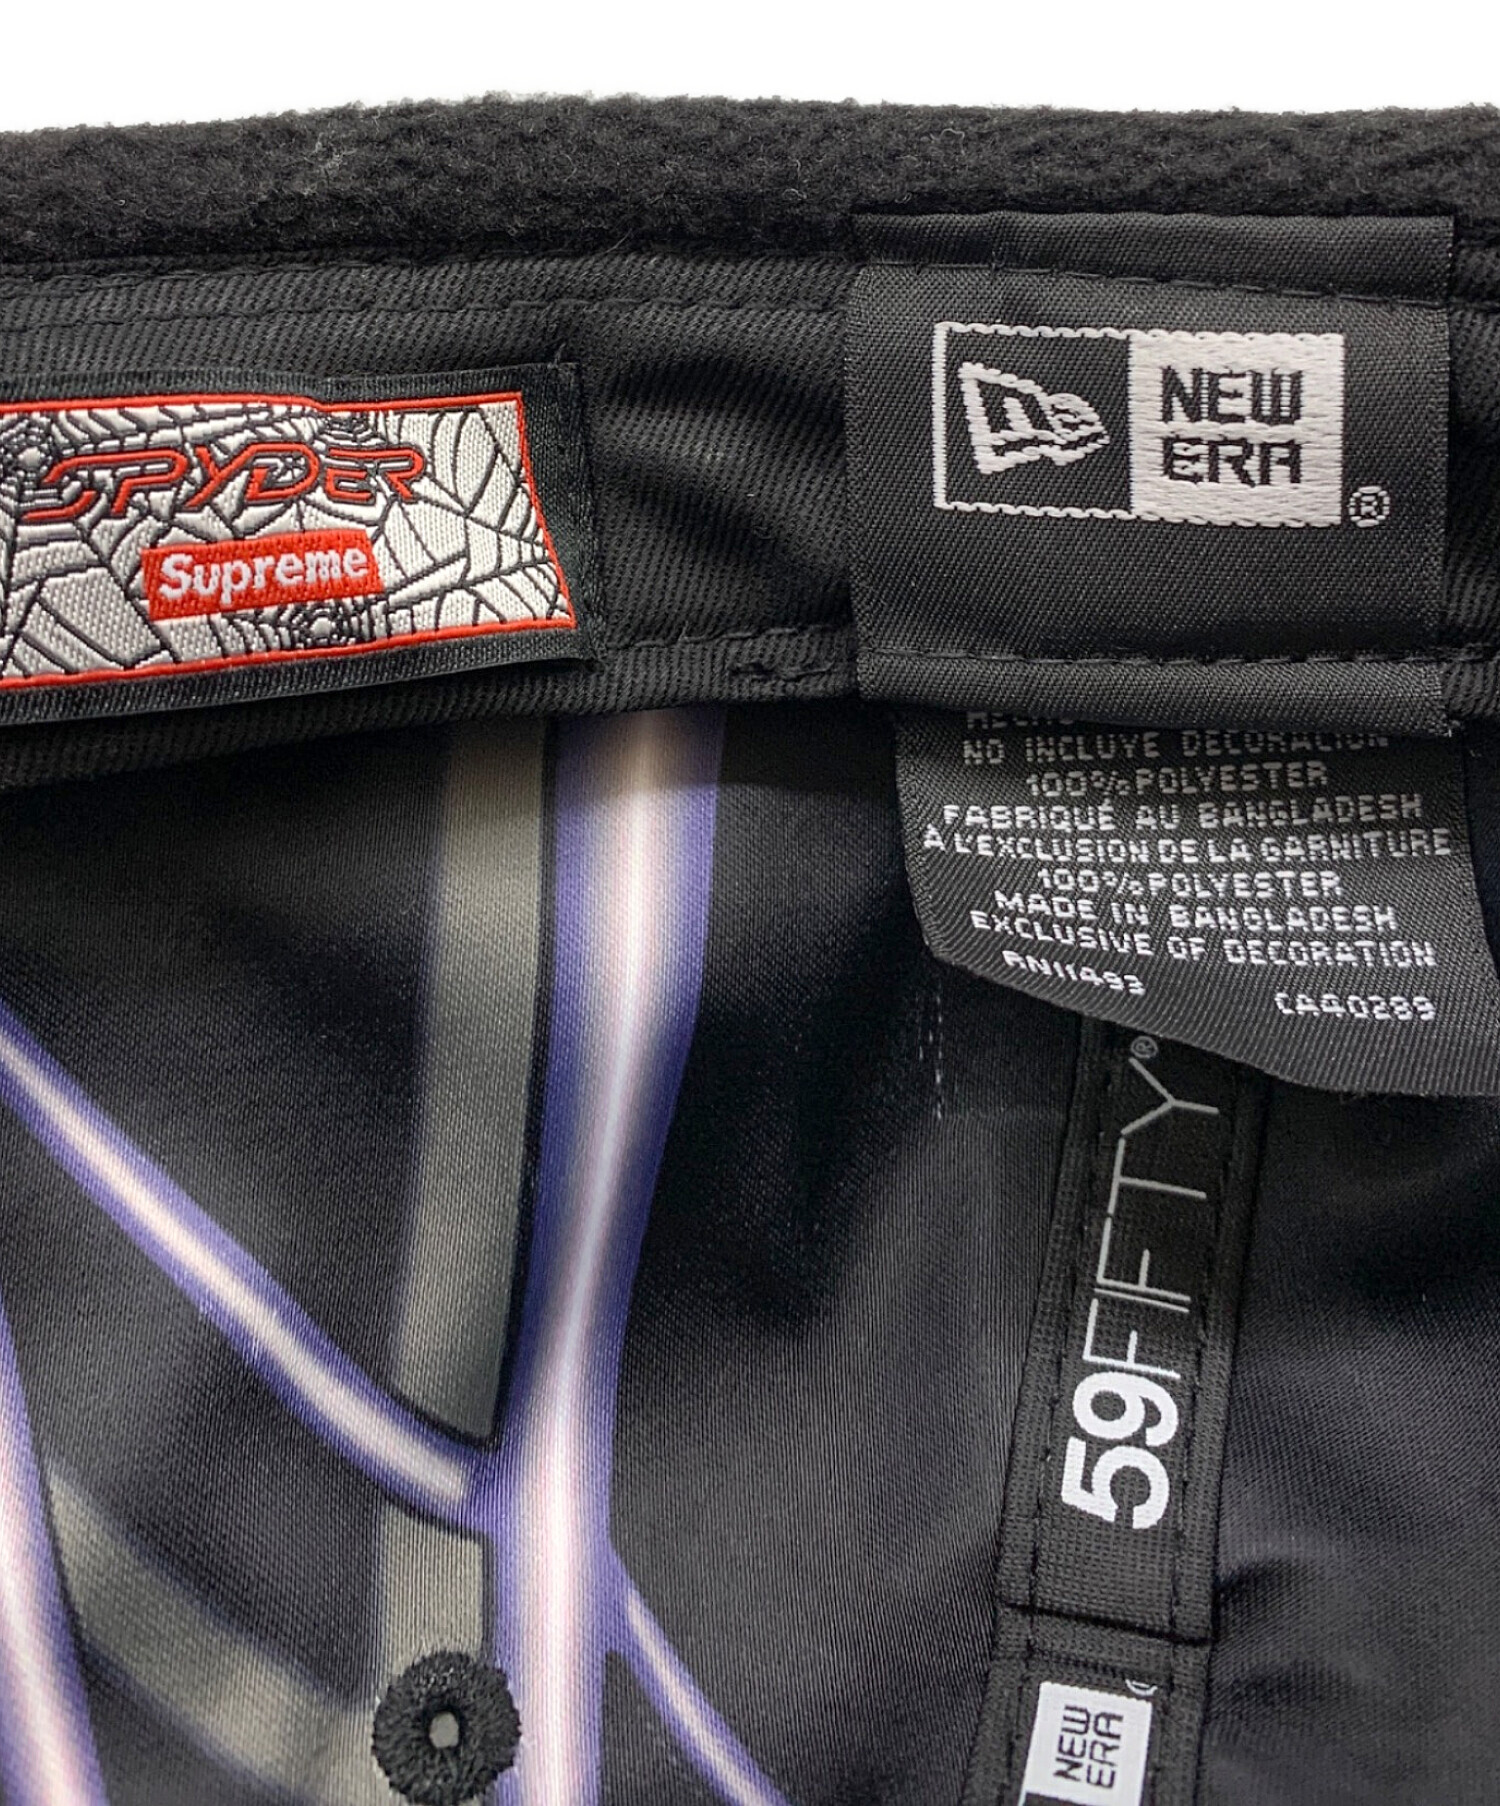 SPYDER
Supreme
NEW
ERA
®
NO INCLUYE DECORACION
100% POLYESTER
FABRIQUÉ AU BANGLADESH
À L'EXCLUSION DE LA GARNITURE
100% POLYESTER
MADE IN BANGLADESH
EXCLUSIVE OF DECORATION
RN11493
CA40289
59FIFTY®
NEW
ERA